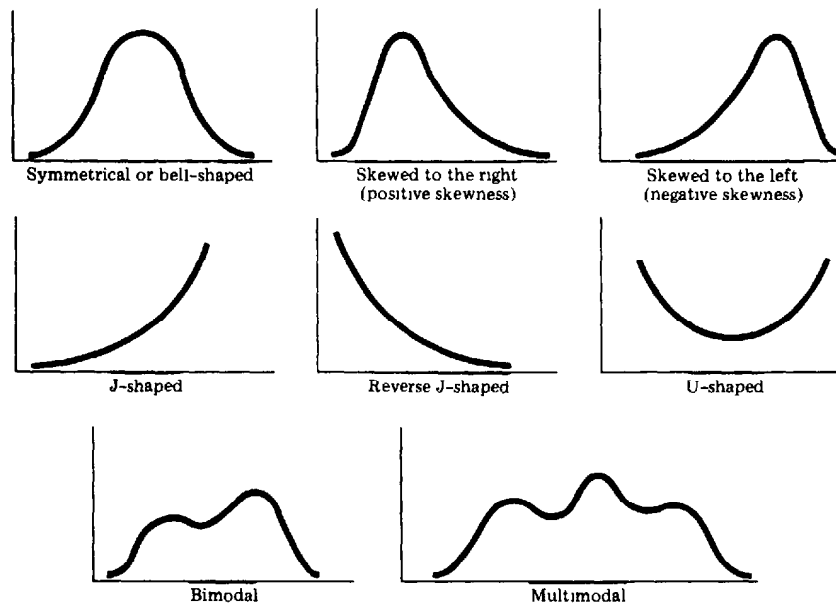 Symmetrical or bell-shaped
Skewed to the right
(positive skewness)
Skewed to the left
(negative skewness)
J-shaped
Reverse J-shaped
U-shaped
Bimodal
Multimodal